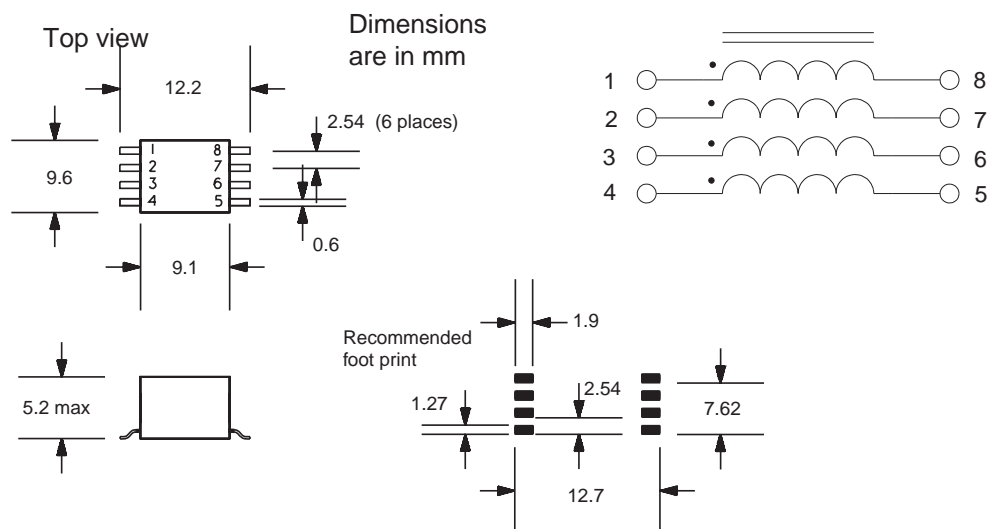 Top view
Dimensions
are in mm
12.2
2.54 (6 places)
9.6
1 8
2 7
3 6
4 5
0.6
9.1
1 8
2 7
3 6
4 5
5.2 max
Recommended
foot print
1.9
1.27
2.54
7.62
12.7